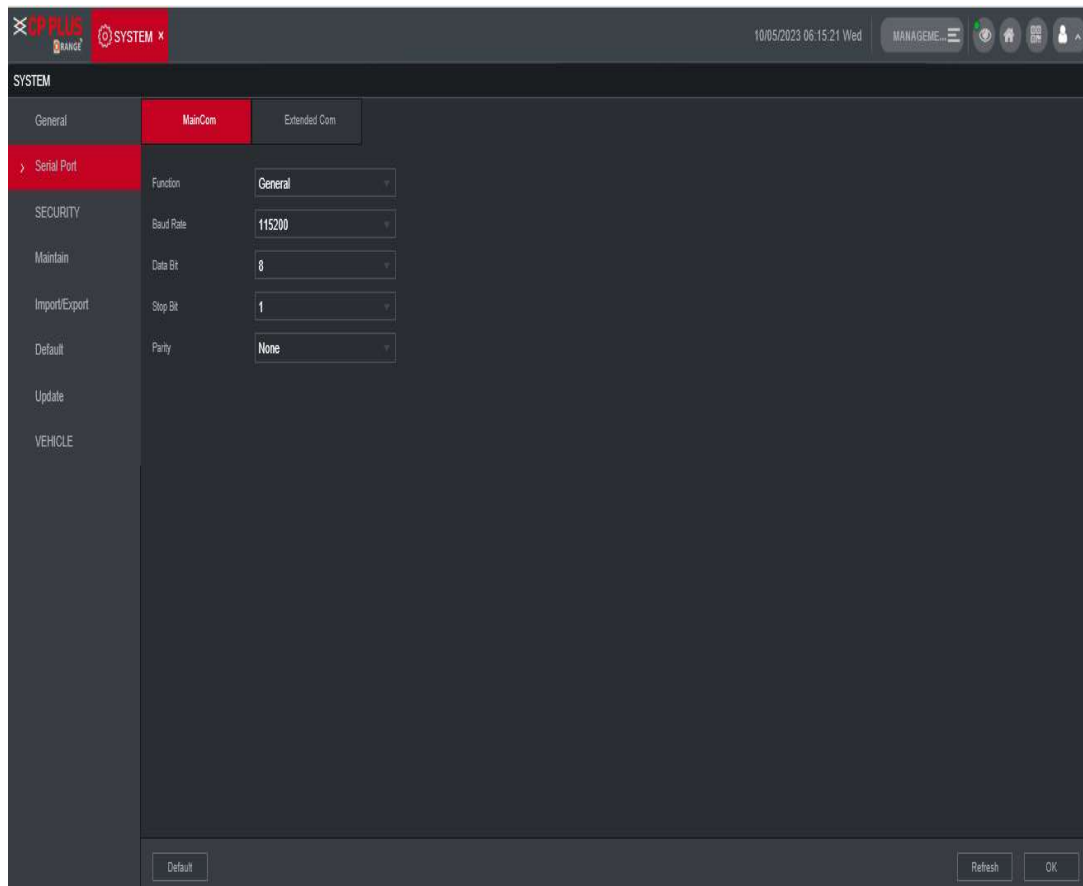 CP PLUS
ORANGE
SYSTEM ×
10/05/2023 06:15:21 Wed
MANAGEME...
SYSTEM
General
Serial Port
SECURITY
Maintain
Import/Export
Default
Update
VEHICLE
MainCom
Extended Com
Function
General
Baud Rate
115200
Data Bit
8
Stop Bit
1
Parity
None
Default
Refresh
OK